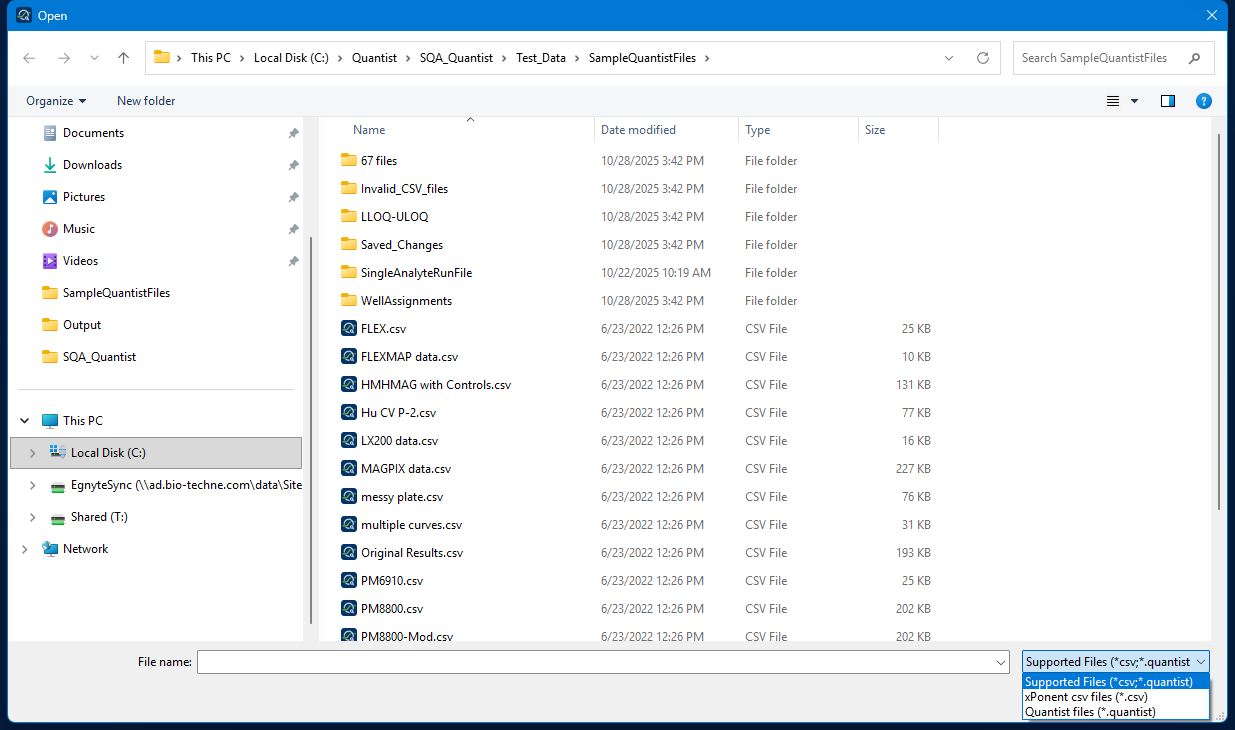 Open
This PC > Local Disk (C:) > Quantist > SQA_Quantist > Test_Data > SampleQuantistFiles >
Search SampleQuantistFiles
Organize
New folder
?
Documents
Downloads
Pictures
Music
Videos
SampleQuantistFiles
Output
SQA_Quantist
This PC
Local Disk (C:)
EgnyteSync (\\ad.bio-techne.com\data\Site
Shared (T:)
Network
Name Date modified Type Size
67 files 10/28/2025 3:42 PM File folder
Invalid_CSV_files 10/28/2025 3:42 PM File folder
LLOQ-ULOQ 10/28/2025 3:42 PM File folder
Saved_Changes 10/28/2025 3:42 PM File folder
SingleAnalyteRunFile 10/22/2025 10:19 AM File folder
WellAssignments 10/28/2025 3:42 PM File folder
FLEX.csv 6/23/2022 12:26 PM CSV File 25 KB
FLEXMAP data.csv 6/23/2022 12:26 PM CSV File 10 KB
HMHMAG with Controls.csv 6/23/2022 12:26 PM CSV File 131 KB
Hu CV P-2.csv 6/23/2022 12:26 PM CSV File 77 KB
LX200 data.csv 6/23/2022 12:26 PM CSV File 16 KB
MAGPIX data.csv 6/23/2022 12:26 PM CSV File 227 KB
messy plate.csv 6/23/2022 12:26 PM CSV File 76 KB
multiple curves.csv 6/23/2022 12:26 PM CSV File 31 KB
Original Results.csv 6/23/2022 12:26 PM CSV File 193 KB
PM6910.csv 6/23/2022 12:26 PM CSV File 25 KB
PM8800.csv 6/23/2022 12:26 PM CSV File 202 KB
PM8800-Mod.csv 6/23/2022 12:26 PM CSV File 202 KB
File name:
Supported Files (*csv;*.quantist
Supported Files (*csv;*.quantist)
xPonent csv files (*.csv)
Quantist files (*.quantist)